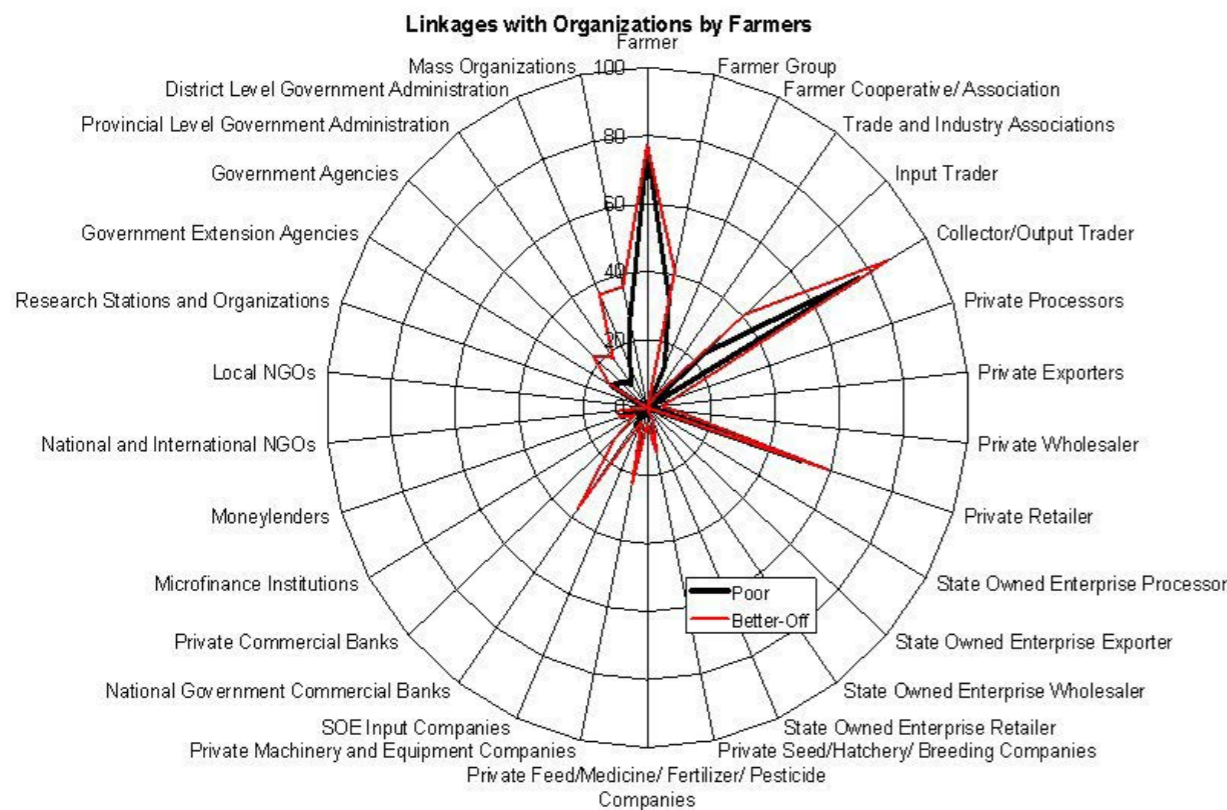 Linkages with Organizations by Farmers
Farmer
Mass Organizations
100
Farmer Group
District Level Government Administration
Farmer Cooperative/ Association
Provincial Level Government Administration
Trade and Industry Associations
80
Government Agencies
Input Trader
60
Government Extension Agencies
Collector/Output Trader
40
Research Stations and Organizations
Private Processors
20
Local NGOs
Private Exporters
0
National and International NGOs
Private Wholesaler
Moneylenders
Private Retailer
Microfinance Institutions
State Owned Enterprise Processor
Poor
Better-Off
Private Commercial Banks
State Owned Enterprise Exporter
National Government Commercial Banks
State Owned Enterprise Wholesaler
SOE Input Companies
State Owned Enterprise Retailer
Private Machinery and Equipment Companies
Private Seed/Hatchery/ Breeding Companies
Private Feed/Medicine/ Fertilizer/ Pesticide
Companies